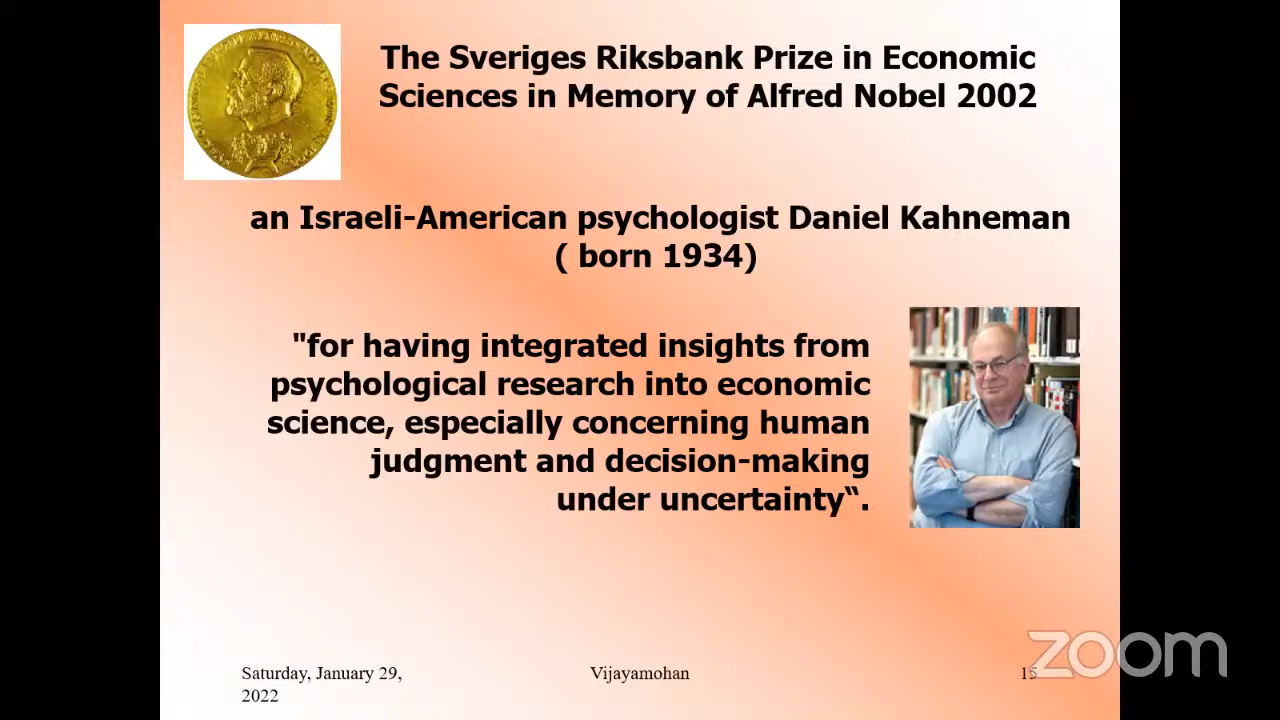 The Sveriges Riksbank Prize in Economic
Sciences in Memory of Alfred Nobel 2002
an Israeli-American psychologist Daniel Kahneman
( born 1934)
"for having integrated insights from
psychological research into economic
science, especially concerning human
judgment and decision-making
under uncertainty“.
Saturday, January 29,
2022
Vijayamohan
15
zoom